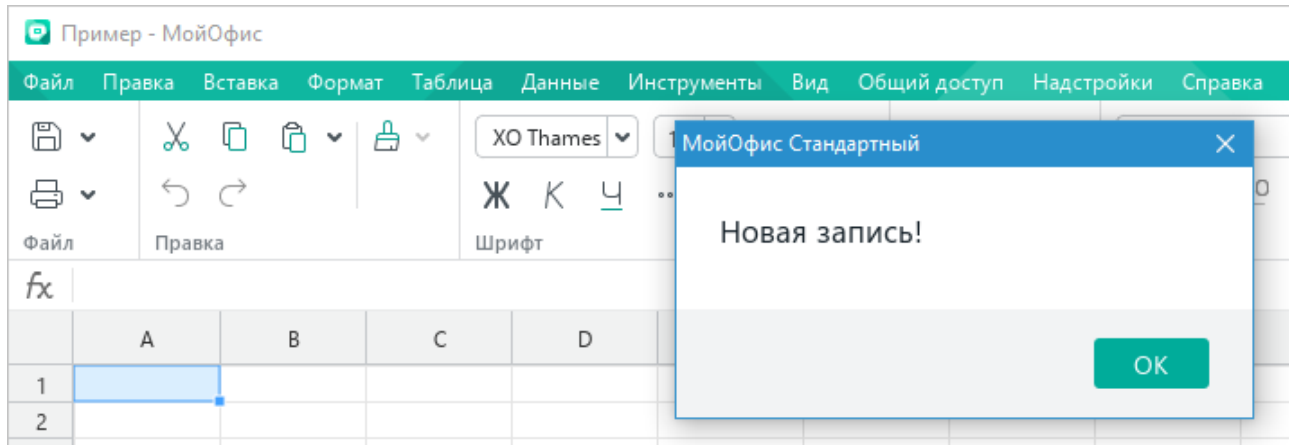 Пример - МойОфис
Файл Правка Вставка Формат Таблица Данные Инструменты Вид Общий доступ Надстройки Справка
XO Thames
МойОфис Стандартный
Ж К Ч
Новая запись!
Файл Правка Шрифт
fx
A B C D
OK
1
2